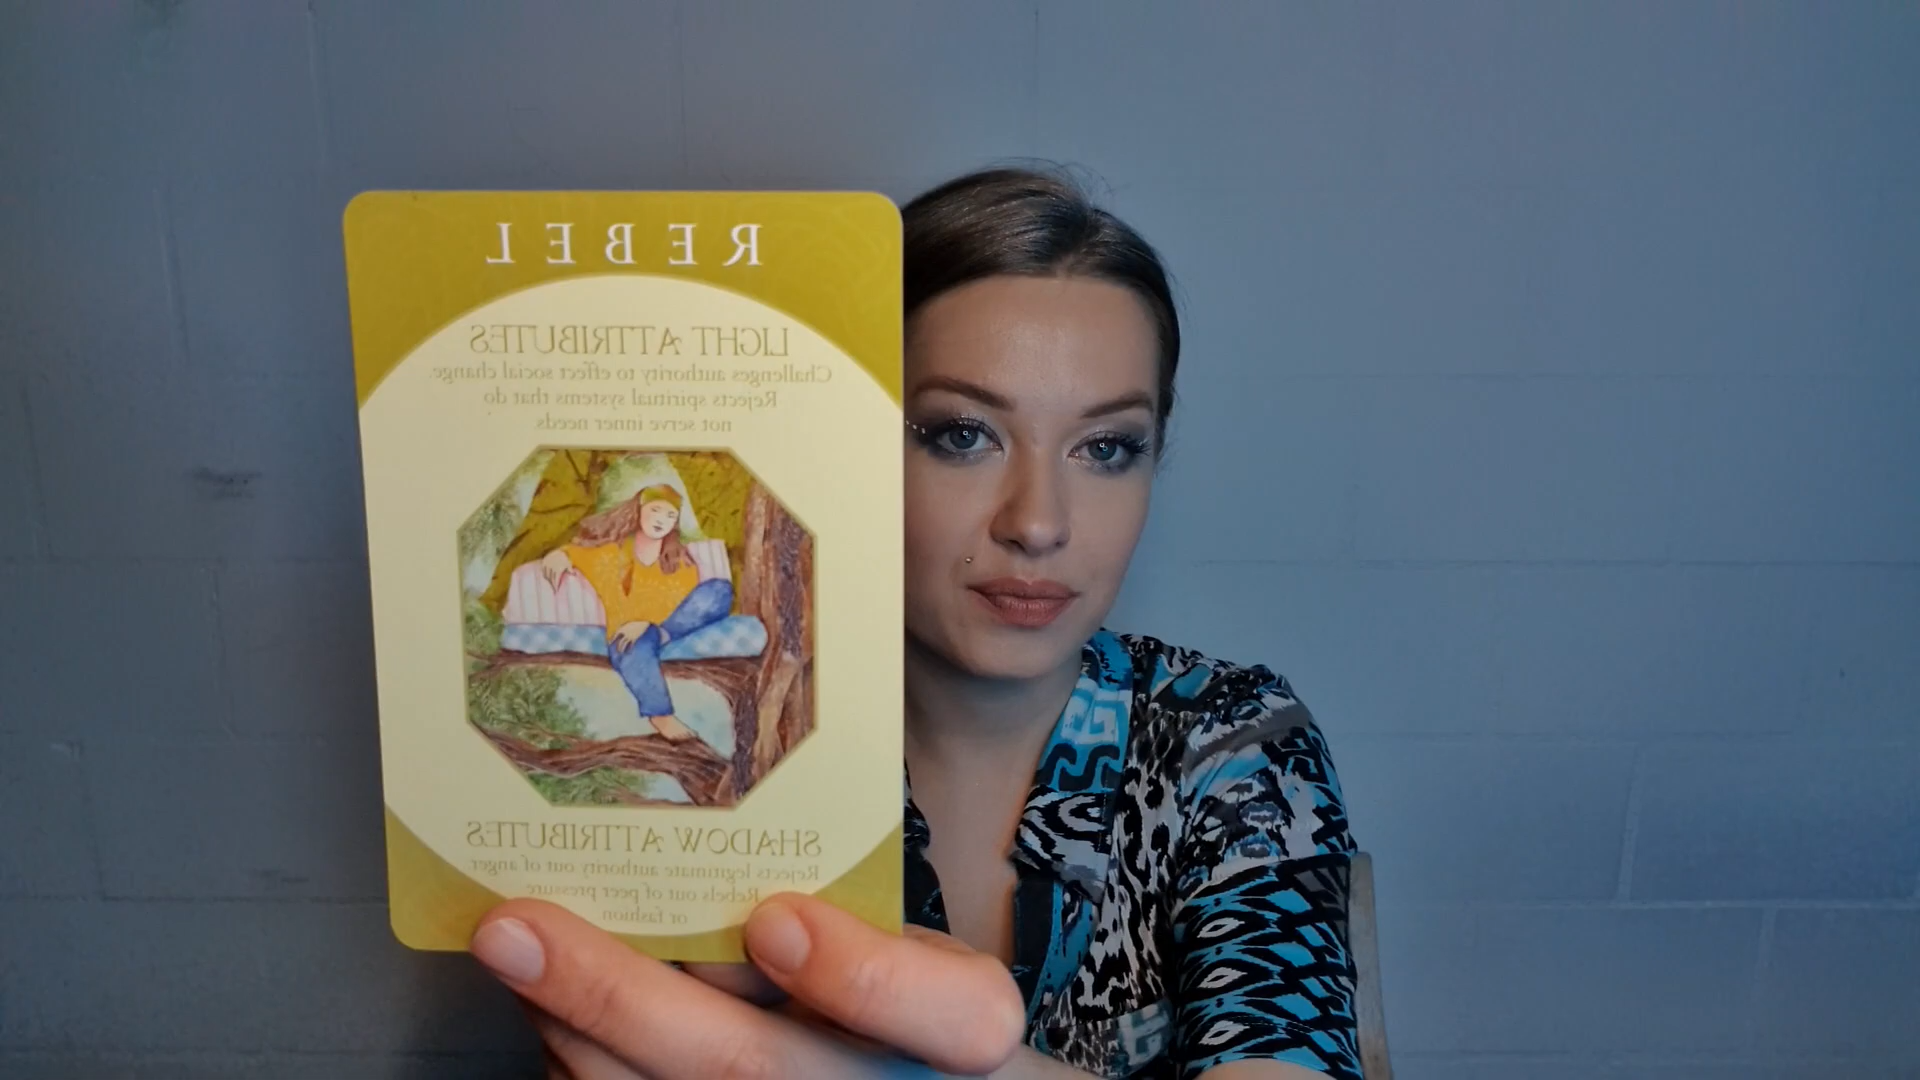 REBEL
LIGHT ATTRIBUTES
Challenges authority to effect social change.
Rejects spiritual systems that do
not serve inner needs.
SHADOW ATTRIBUTES
Rejects legitimate authority out of anger.
Rebels out of peer pressure
or fashion.